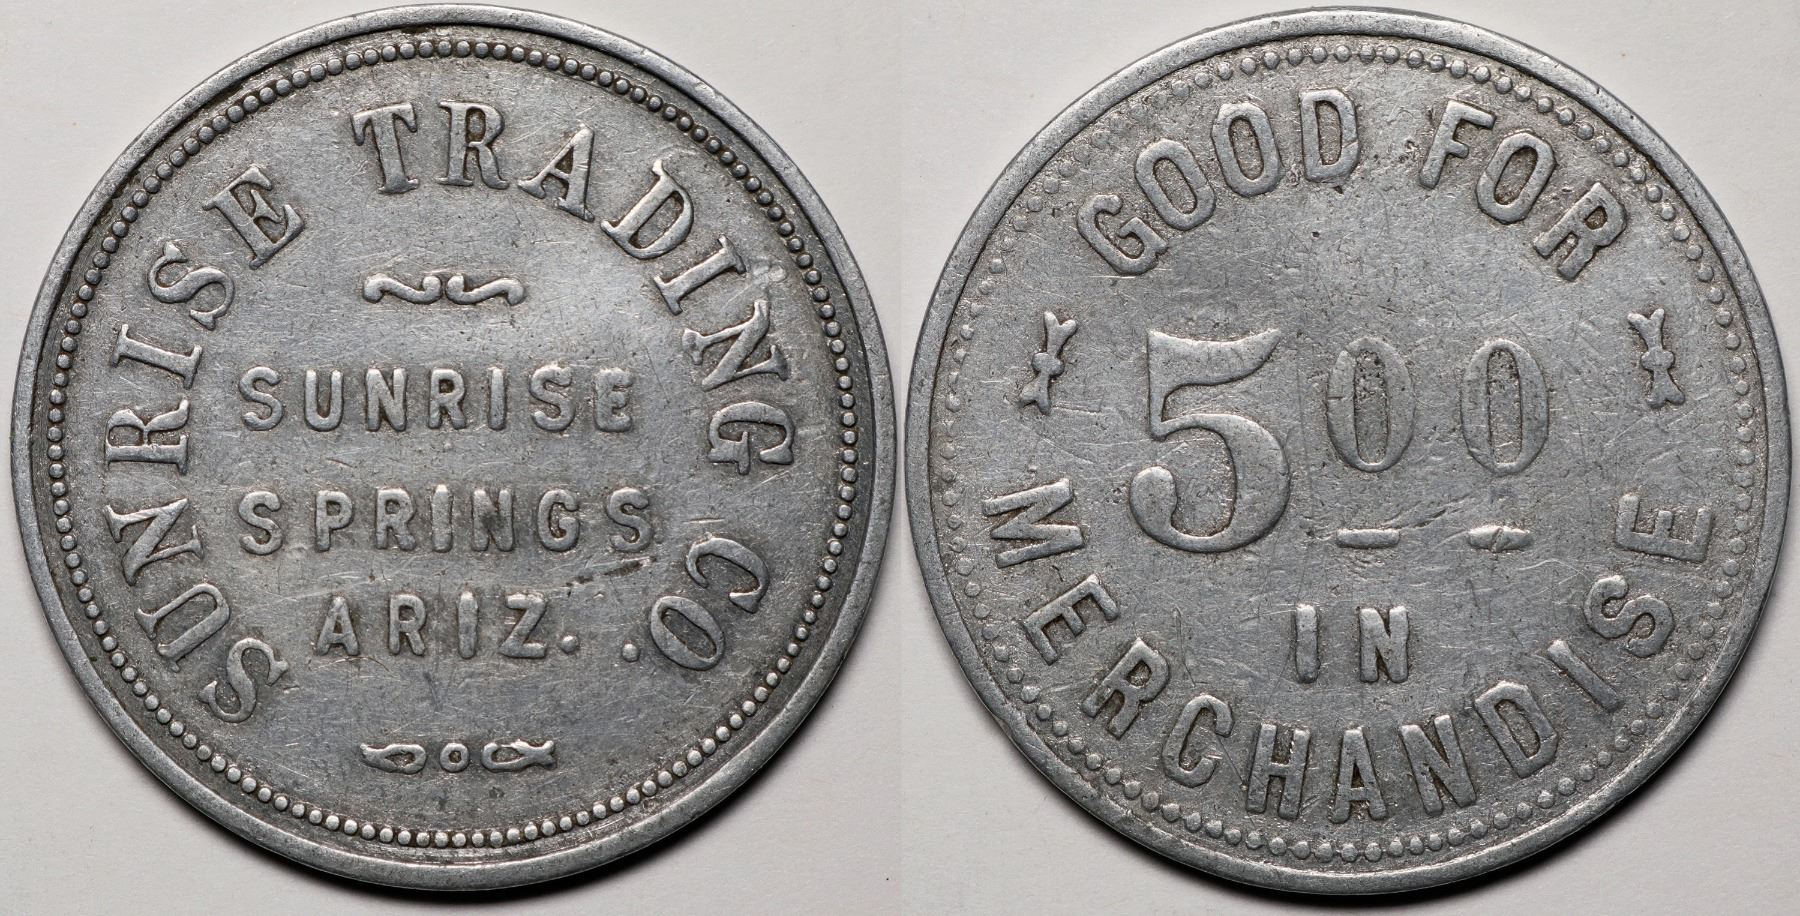 SUNRISE TRADING CO.
SUNRISE
SPRINGS
ARIZ.
GOOD FOR
500
IN
MERCHANDISE